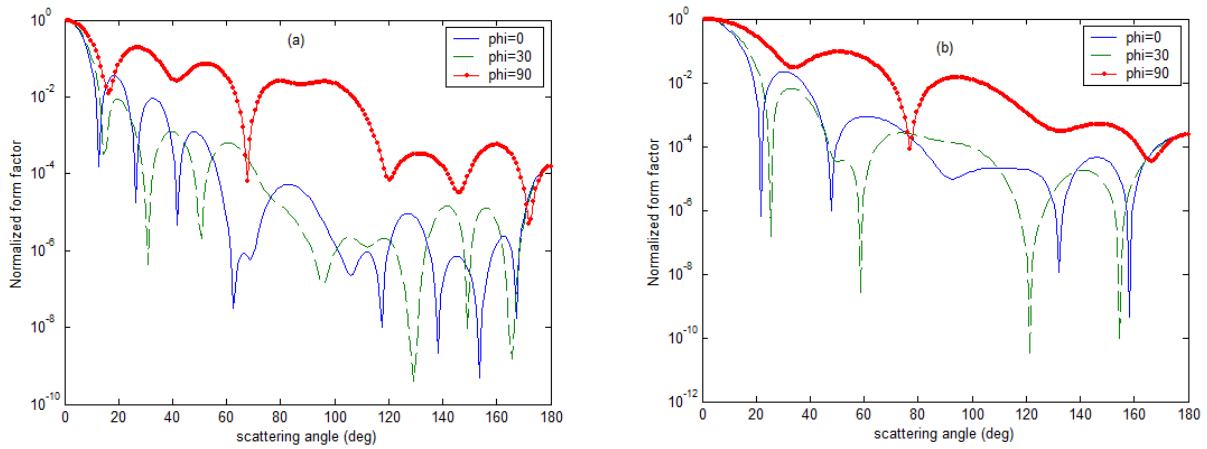 (a)
phi=0
phi=30
phi=90
Normalized form factor
10^0
10^-2
10^-4
10^-6
10^-8
10^-10
0 20 40 60 80 100 120 140 160 180
scattering angle (deg)
(b)
phi=0
phi=30
phi=90
Normalized form factor
10^0
10^-2
10^-4
10^-6
10^-8
10^-10
10^-12
0 20 40 60 80 100 120 140 160 180
scattering angle (deg)